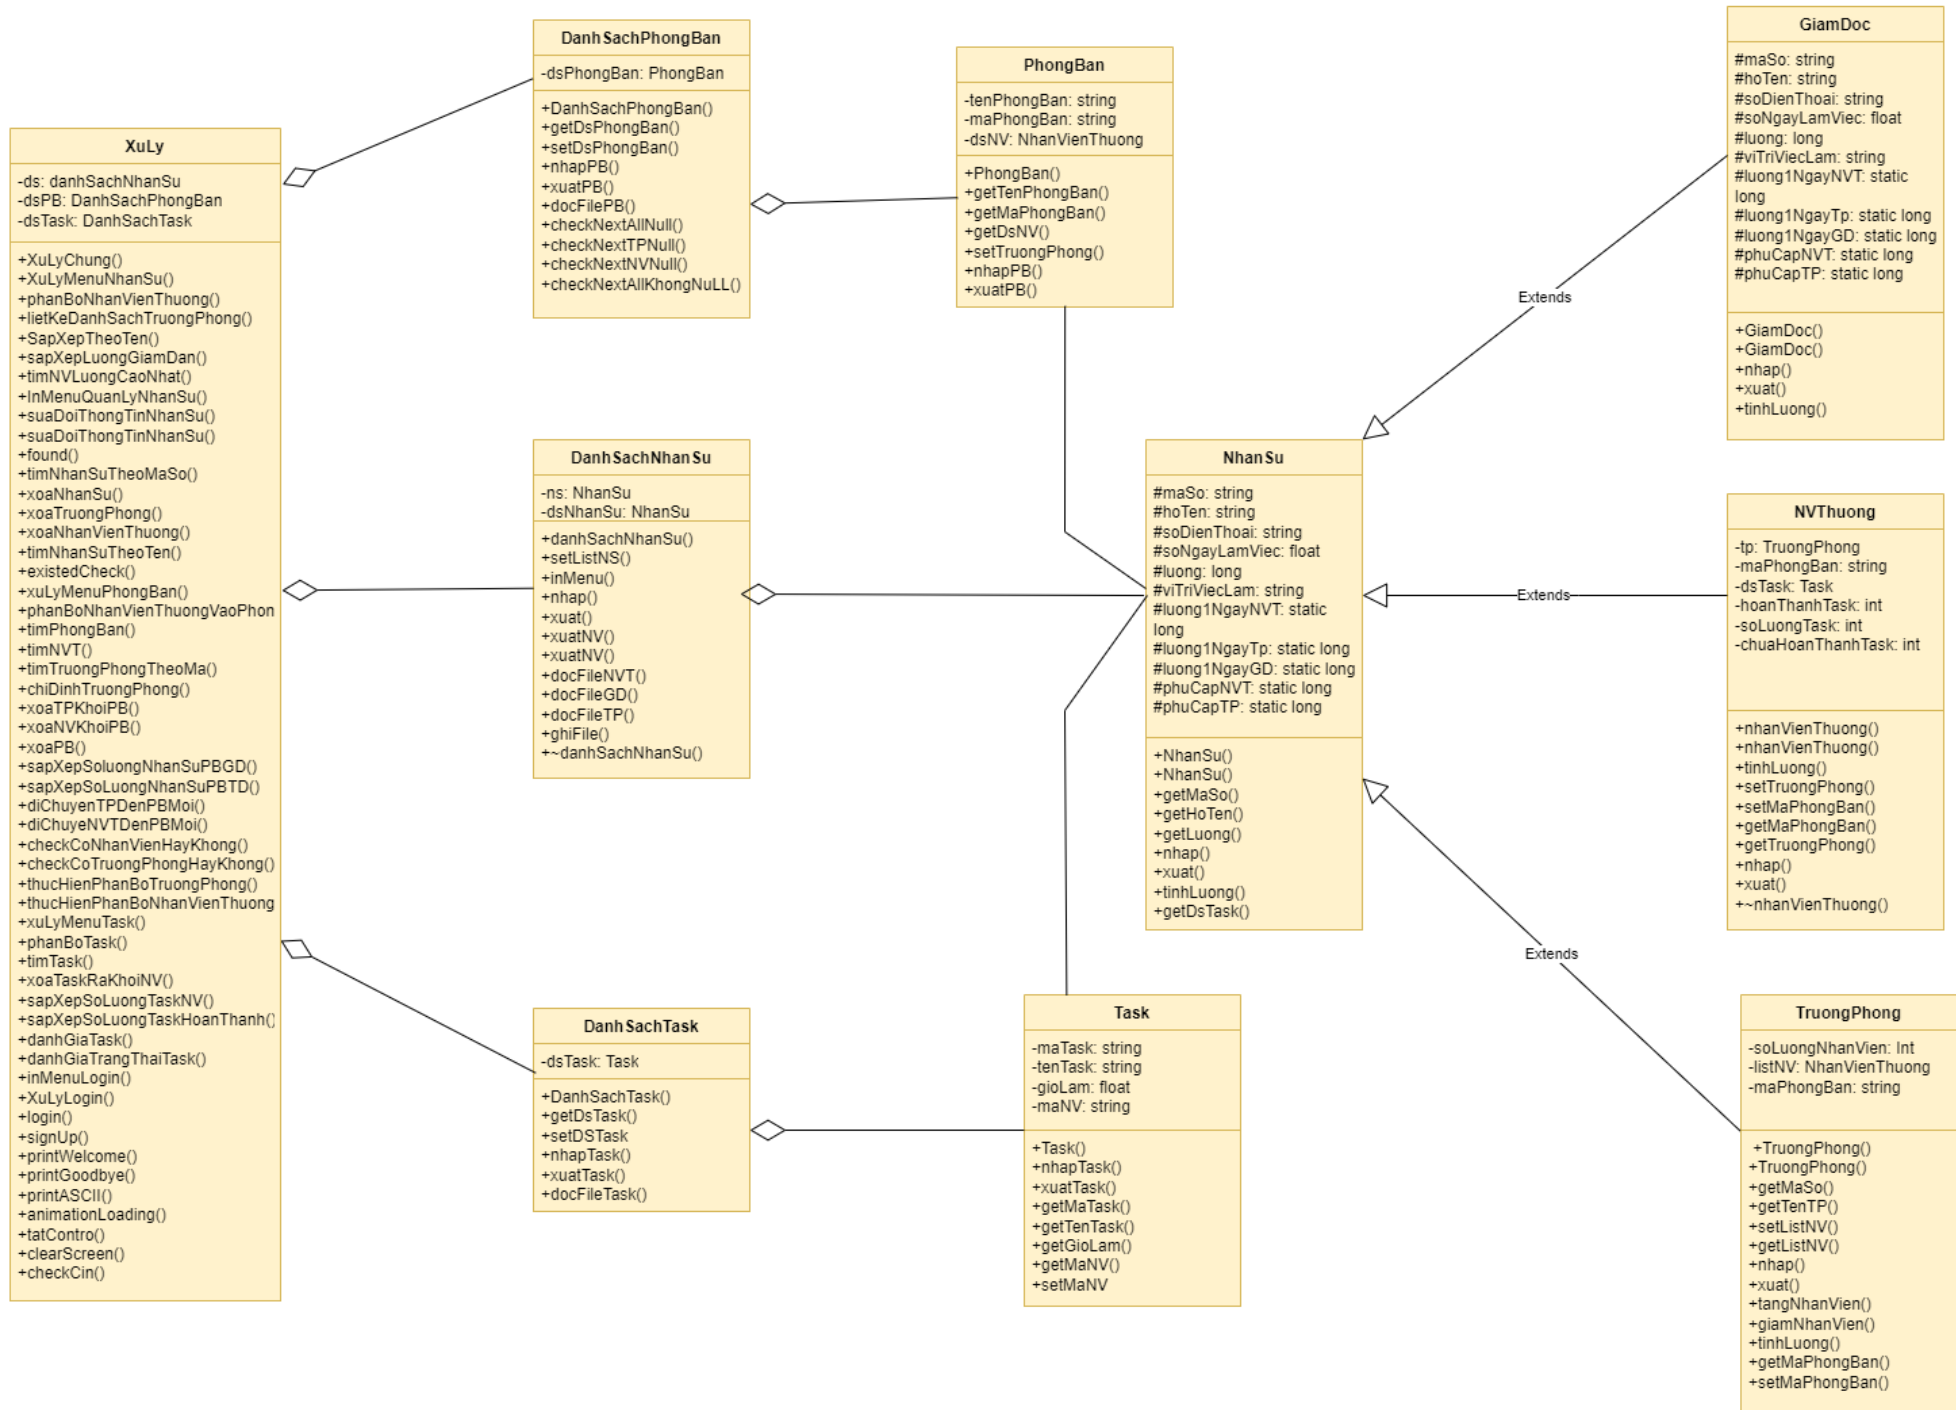 XuLy
-ds: danhSachNhanSu
-dsPB: DanhSachPhongBan
-dsTask: DanhSachTask
+XuLyChung()
+XuLyMenuNhanSu()
+phanBoNhanVienThuong()
+lietKeDanhSachTruongPhong()
+SapXepTheoTen()
+sapXepLuongGiamDan()
+timNVLuongCaoNhat()
+InMenuQuanLyNhanSu()
+suaDoiThongTinNhanSu()
+suaDoiThongTinNhanSu()
+found()
+timNhanSuTheoMaSo()
+xoaNhanSu()
+xoaTruongPhong()
+xoaNhanVienThuong()
+timNhanSuTheoTen()
+existedCheck()
+xuLyMenuPhongBan()
+phanBoNhanVienThuongVaoPhon
+timPhongBan()
+timNVT()
+timTruongPhongTheoMa()
+chiDinhTruongPhong()
+xoaTPKhoiPB()
+xoaNVKhoiPB()
+xoaPB()
+sapXepSoluongNhanSuPBGD()
+sapXepSoLuongNhanSuPBTD()
+diChuyenTPDenPBMoi()
+diChuyeNVTDenPBMoi()
+checkCoNhanVienHayKhong()
+checkCoTruongPhongHayKhong()
+thucHienPhanBoTruongPhong()
+thucHienPhanBoNhanVienThuong
+xuLyMenuTask()
+phanBoTask()
+timTask()
+xoaTaskRaKhoiNV()
+sapXepSoLuongTaskNV()
+sapXepSoLuongTaskHoanThanh()
+danhGiaTask()
+danhGiaTrangThaiTask()
+inMenuLogin()
+XuLyLogin()
+login()
+signUp()
+printWelcome()
+printGoodbye()
+printASCII()
+animationLoading()
+tatContro()
+clearScreen()
+checkCin()
DanhSachPhongBan
-dsPhongBan: PhongBan
+DanhSachPhongBan()
+getDsPhongBan()
+setDsPhongBan()
+nhapPB()
+xuatPB()
+docFilePB()
+checkNextAllNull()
+checkNextTPNull()
+checkNextNVNull()
+checkNextAllKhongNuLL()
DanhSachNhanSu
-ns: NhanSu
-dsNhanSu: NhanSu
+danhSachNhanSu()
+setListNS()
+inMenu()
+nhap()
+xuat()
+xuatNV()
+xuatNV()
+docFileNVT()
+docFileGD()
+docFileTP()
+ghiFile()
+~danhSachNhanSu()
DanhSachTask
-dsTask: Task
+DanhSachTask()
+getDsTask()
+setDSTask
+nhapTask()
+xuatTask()
+docFileTask()
PhongBan
-tenPhongBan: string
-maPhongBan: string
-dsNV: NhanVienThuong
+PhongBan()
+getTenPhongBan()
+getMaPhongBan()
+getDsNV()
+setTruongPhong()
+nhapPB()
+xuatPB()
NhanSu
#maSo: string
#hoTen: string
#soDienThoai: string
#soNgayLamViec: float
#luong: long
#viTriViecLam: string
#luong1NgayNVT: static
long
#luong1NgayTp: static long
#luong1NgayGD: static long
#phuCapNVT: static long
#phuCapTP: static long
+NhanSu()
+NhanSu()
+getMaSo()
+getHoTen()
+getLuong()
+nhap()
+xuat()
+tinhLuong()
+getDsTask()
Task
-maTask: string
-tenTask: string
-gioLam: float
-maNV: string
+Task()
+nhapTask()
+xuatTask()
+getMaTask()
+getTenTask()
+getGioLam()
+getMaNV()
+setMaNV
Extends
Extends
Extends
GiamDoc
#maSo: string
#hoTen: string
#soDienThoai: string
#soNgayLamViec: float
#luong: long
#viTriViecLam: string
#luong1NgayNVT: static
long
#luong1NgayTp: static long
#luong1NgayGD: static long
#phuCapNVT: static long
#phuCapTP: static long
+GiamDoc()
+GiamDoc()
+nhap()
+xuat()
+tinhLuong()
NVThuong
-tp: TruongPhong
-maPhongBan: string
-dsTask: Task
-hoanThanhTask: int
-soLuongTask: int
-chuaHoanThanhTask: int
+nhanVienThuong()
+nhanVienThuong()
+tinhLuong()
+setTruongPhong()
+setMaPhongBan()
+getMaPhongBan()
+getTruongPhong()
+nhap()
+xuat()
+~nhanVienThuong()
TruongPhong
-soLuongNhanVien: Int
-listNV: NhanVienThuong
-maPhongBan: string
+TruongPhong()
+TruongPhong()
+getMaSo()
+getTenTP()
+setListNV()
+getListNV()
+nhap()
+xuat()
+tangNhanVien()
+giamNhanVien()
+tinhLuong()
+getMaPhongBan()
+setMaPhongBan()